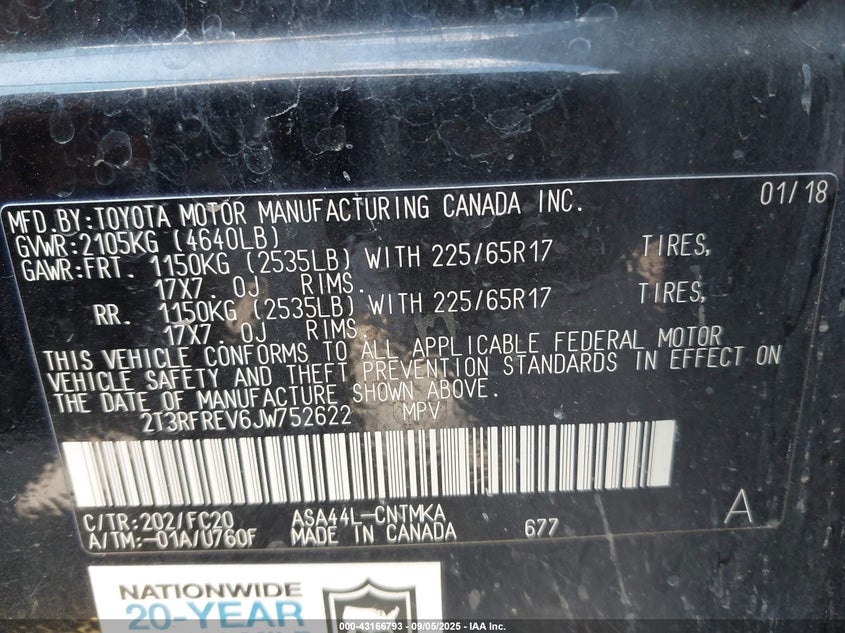 MFD.BY:TOYOTA MOTOR MANUFACTURING CANADA INC. 01/18
GVWR:2105KG (4640LB)
GAWR:FRT. 1150KG (2535LB) WITH 225/65R17 TIRES,
17X7.0J RIMS.
RR. 1150KG (2535LB) WITH 225/65R17 TIRES,
17X7.0J RIMS.
THIS VEHICLE CONFORMS TO ALL APPLICABLE FEDERAL MOTOR
VEHICLE SAFETY AND THEFT PREVENTION STANDARDS IN EFFECT ON
THE DATE OF MANUFACTURE SHOWN ABOVE.
2T3RFREV6JW752622 MPV
C/TR:202/FC20 ASA44L-CNTMKA A
A/TM:-01A/U760F MADE IN CANADA 677
NATIONWIDE
20-YEAR
000-43166793 - 09/05/2025 - IAA Inc.